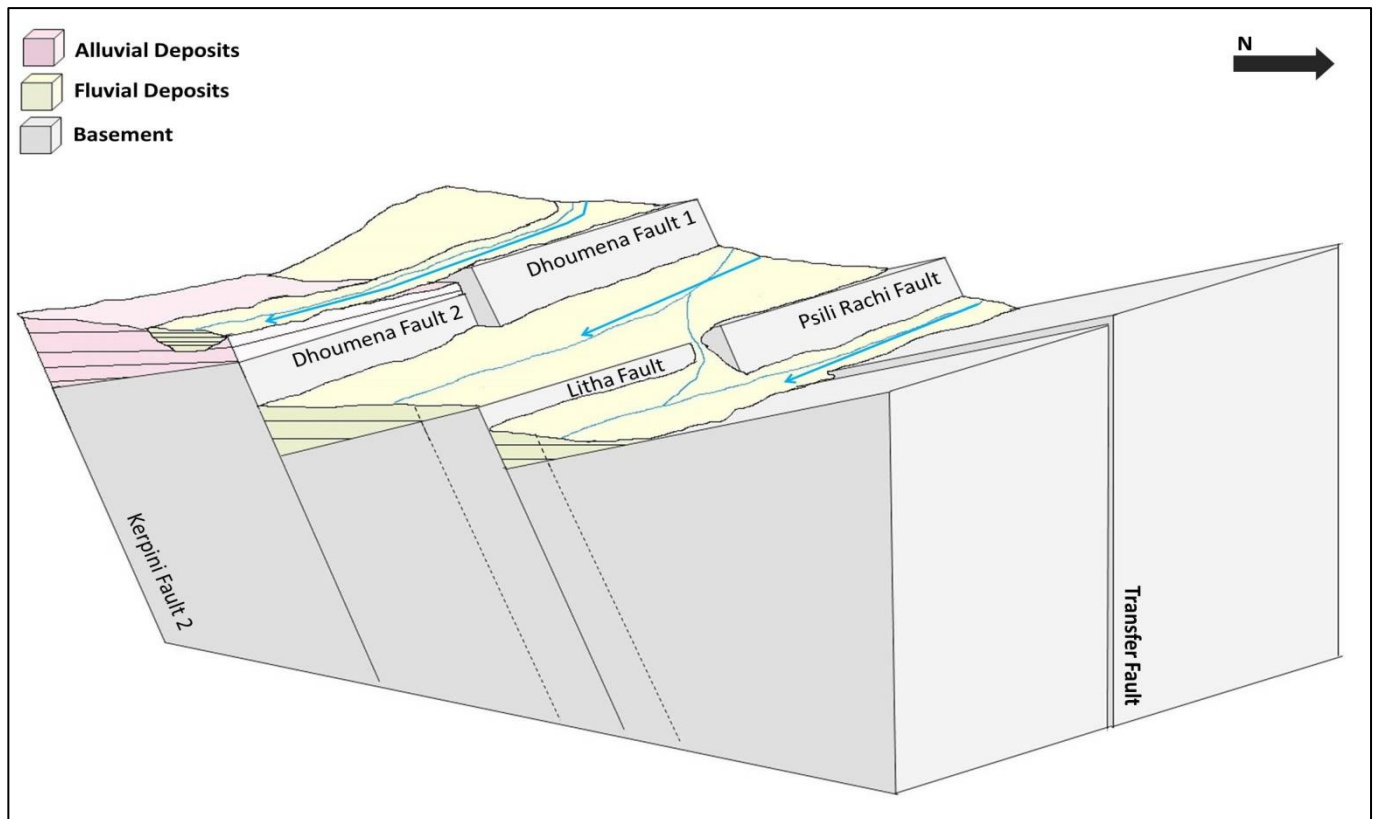 Alluvial Deposits
Fluvial Deposits
Basement
N
Dhoumena Fault 1
Psili Rachi Fault
Dhoumena Fault 2
Litha Fault
Kerpini Fault 2
Transfer Fault